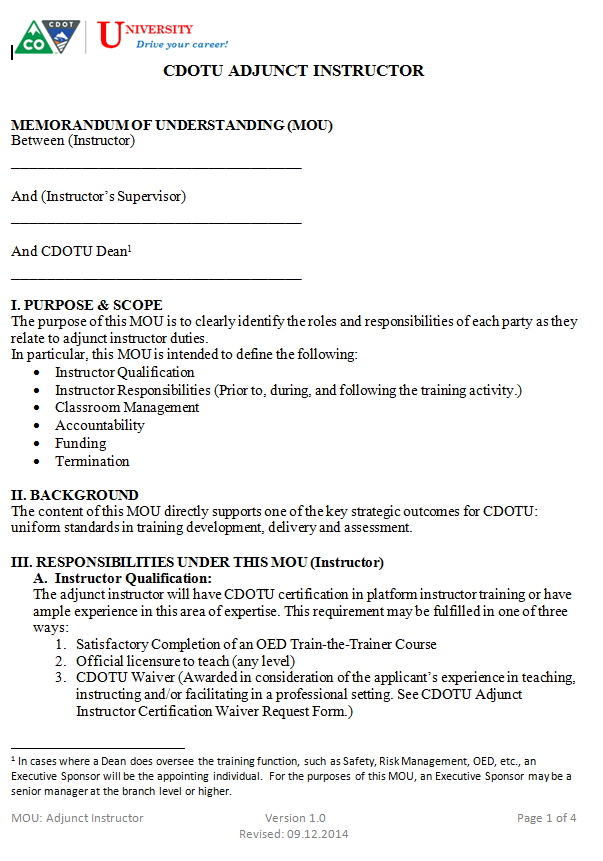 CO CDOT UNIVERSITY
Drive your career!
CDOTU ADJUNCT INSTRUCTOR
MEMORANDUM OF UNDERSTANDING (MOU)
Between (Instructor)
And (Instructor’s Supervisor)
And CDOTU Dean¹
I. PURPOSE & SCOPE
The purpose of this MOU is to clearly identify the roles and responsibilities of each party as they
relate to adjunct instructor duties.
In particular, this MOU is intended to define the following:
• Instructor Qualification
• Instructor Responsibilities (Prior to, during, and following the training activity.)
• Classroom Management
• Accountability
• Funding
• Termination
II. BACKGROUND
The content of this MOU directly supports one of the key strategic outcomes for CDOTU:
uniform standards in training development, delivery and assessment.
III. RESPONSIBILITIES UNDER THIS MOU (Instructor)
A. Instructor Qualification:
The adjunct instructor will have CDOTU certification in platform instructor training or have
ample experience in this area of expertise. This requirement may be fulfilled in one of three
ways:
1. Satisfactory Completion of an OED Train-the-Trainer Course
2. Official licensure to teach (any level)
3. CDOTU Waiver (Awarded in consideration of the applicant’s experience in teaching,
instructing and/or facilitating in a professional setting. See CDOTU Adjunct
Instructor Certification Waiver Request Form.)
¹ In cases where a Dean does oversee the training function, such as Safety, Risk Management, OED, etc., an
Executive Sponsor will be the appointing individual. For the purposes of this MOU, an Executive Sponsor may be a
senior manager at the branch level or higher.
MOU: Adjunct Instructor Version 1.0 Page 1 of 4
Revised: 09.12.2014